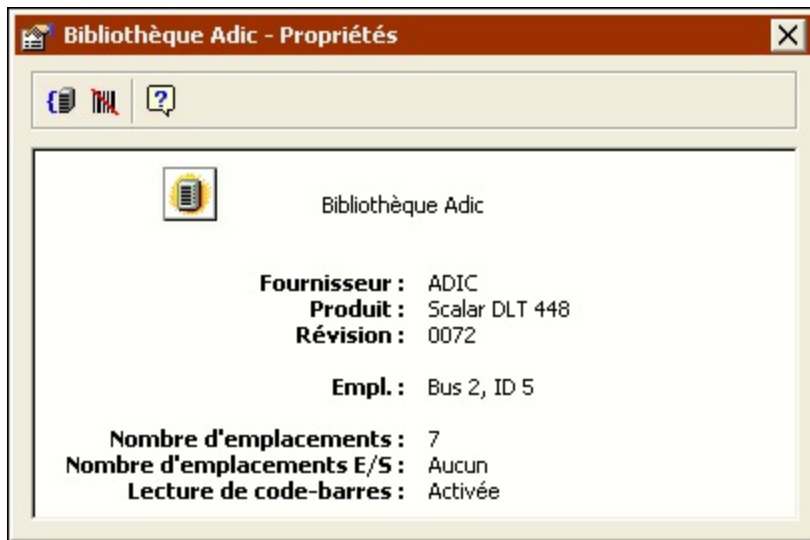 Bibliothèque Adic - Propriétés
Bibliothèque Adic
Fournisseur : ADIC
Produit : Scalar DLT 448
Révision : 0072
Empl. : Bus 2, ID 5
Nombre d'emplacements : 7
Nombre d'emplacements E/S : Aucun
Lecture de code-barres : Activée